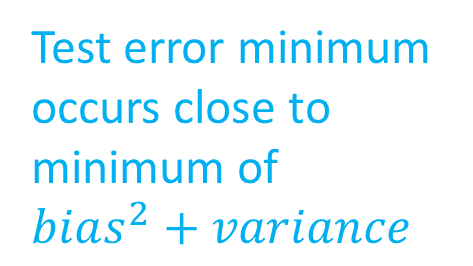 Test error minimum
occurs close to
minimum of
bias² + variance